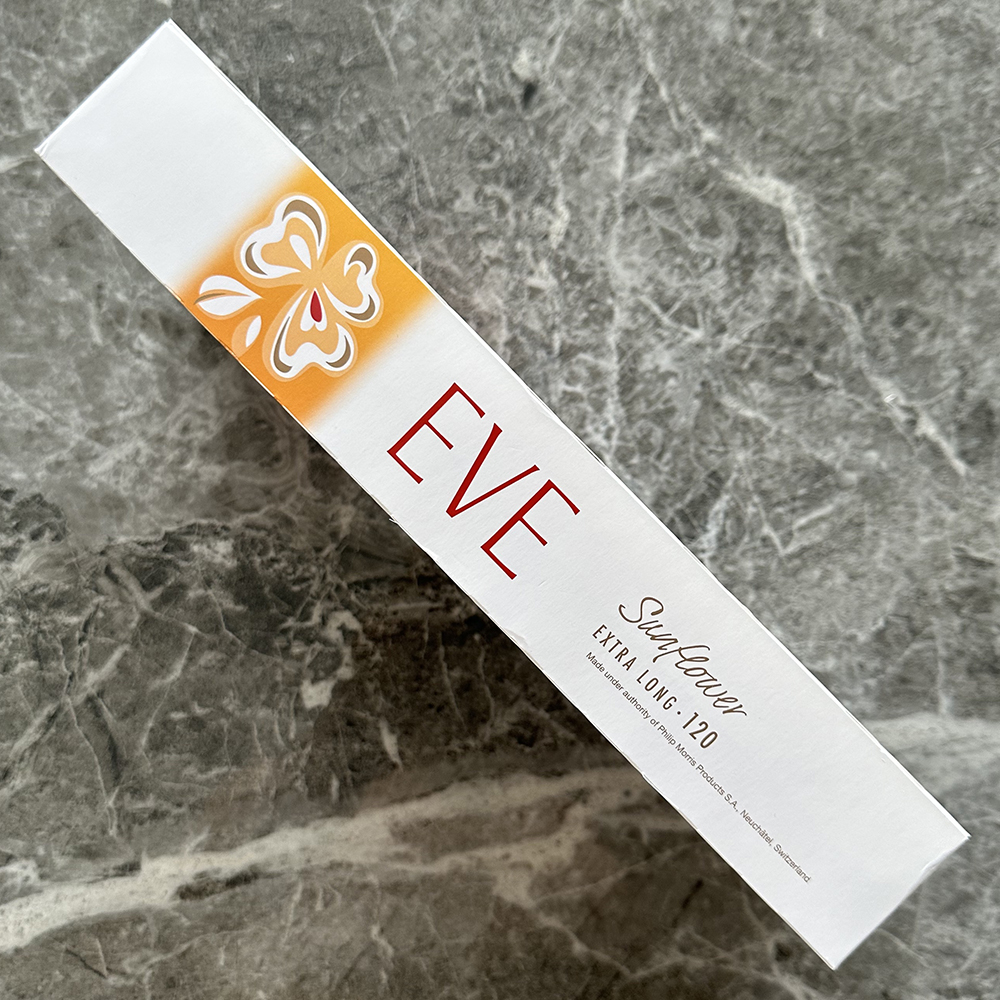 EVE
Sunflower
EXTRA LONG · 120
Made under authority of Philip Morris Products S.A., Neuchâtel, Switzerland